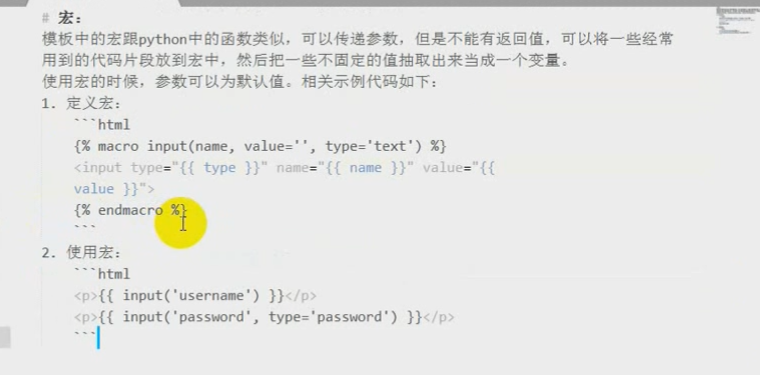 # 宏：
模板中的宏跟python中的函数类似，可以传递参数，但是不能有返回值，可以将一些经常
用到的代码片段放到宏中，然后把一些不固定的值抽取出来当成一个变量。
使用宏的时候，参数可以为默认值。相关示例代码如下：
1. 定义宏：
```html
{% macro input(name, value='', type='text') %}
<input type="{{ type }}" name="{{ name }}" value="{{
value }}">
{% endmacro %}
```
2. 使用宏：
```html
<p>{{ input('username') }}</p>
<p>{{ input('password', type='password') }}</p>
```